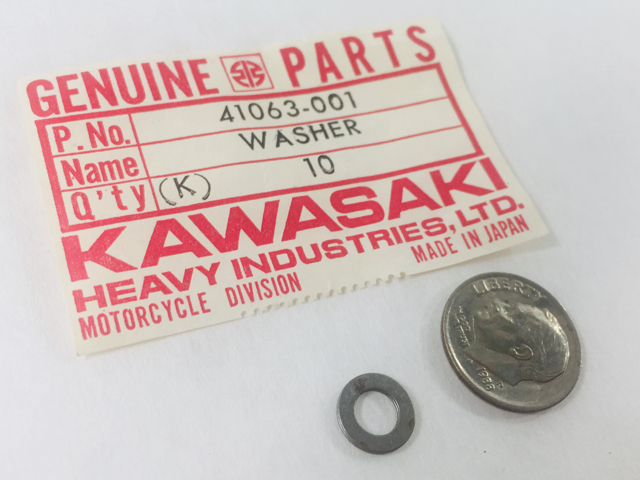 GENUINE PARTS
P.No. 41063-001
Name WASHER
Q'ty (K) 10
KAWASAKI
HEAVY INDUSTRIES, LTD.
MOTORCYCLE DIVISION MADE IN JAPAN
LIBERTY